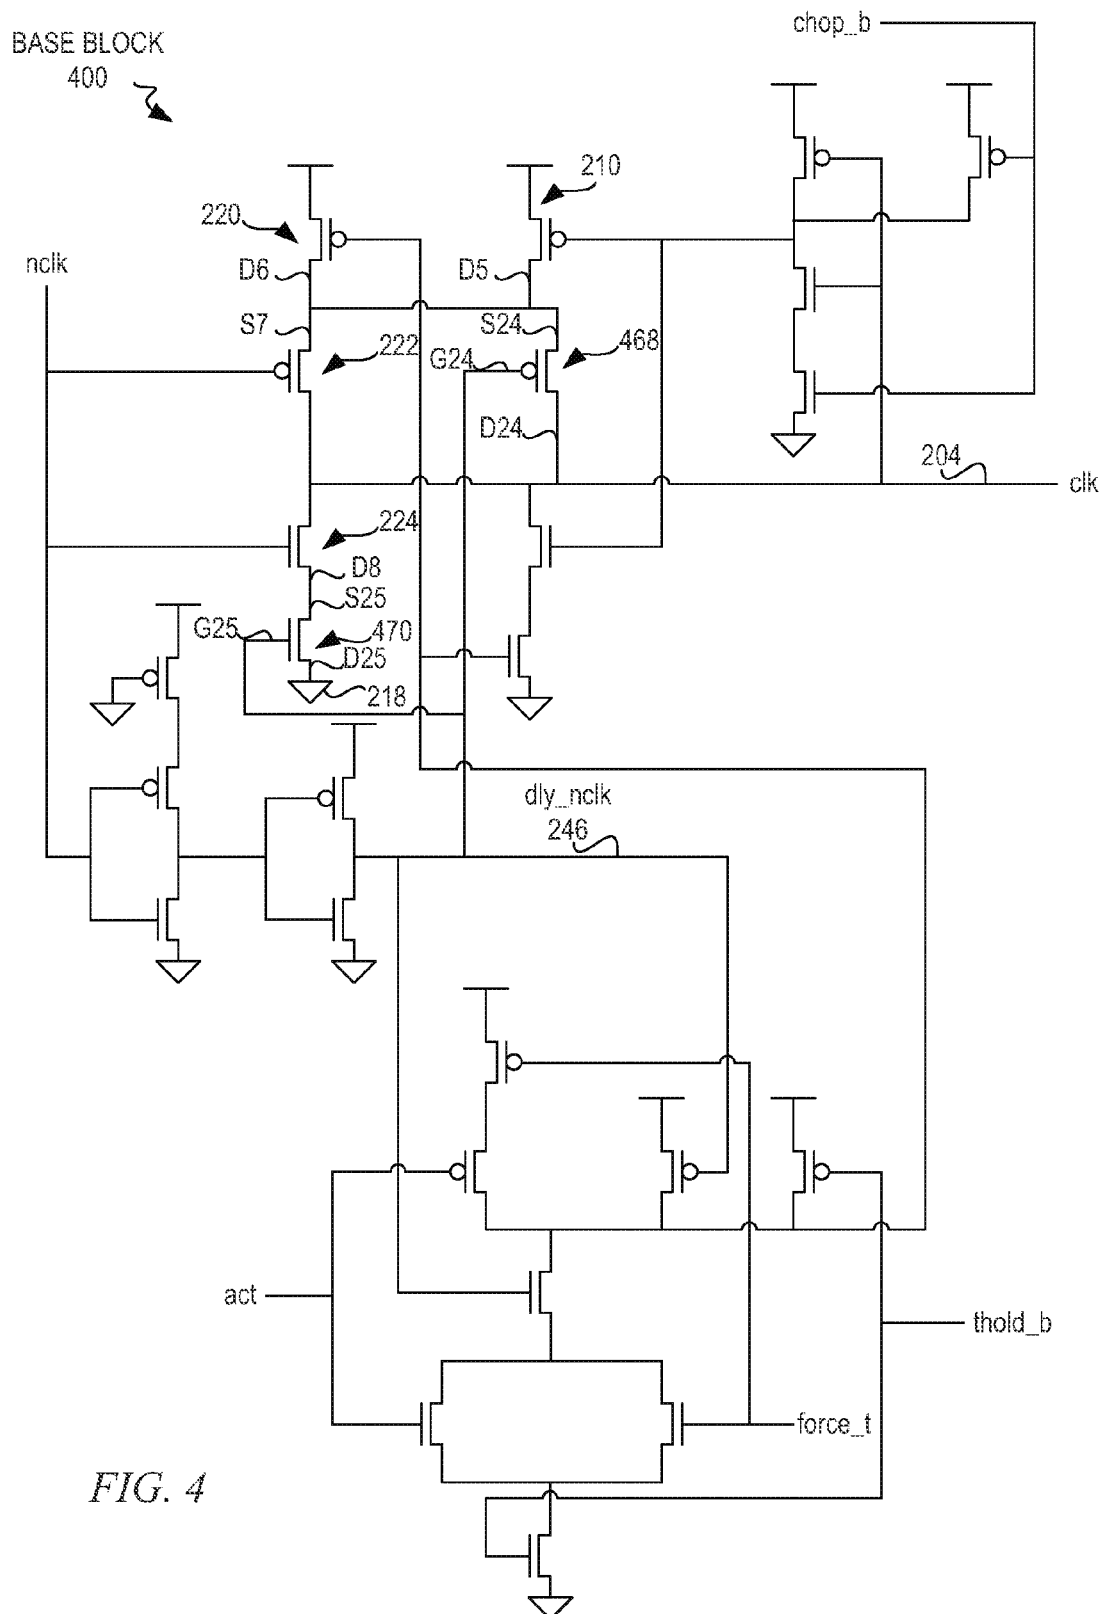 chop_b
BASE BLOCK
400
210
220
nclk
D6
D5
S7
S24
222
G24
468
D24
204
clk
224
D8
S25
G25
470
D25
218
dly_nclk
246
act
thold_b
force_t
FIG. 4